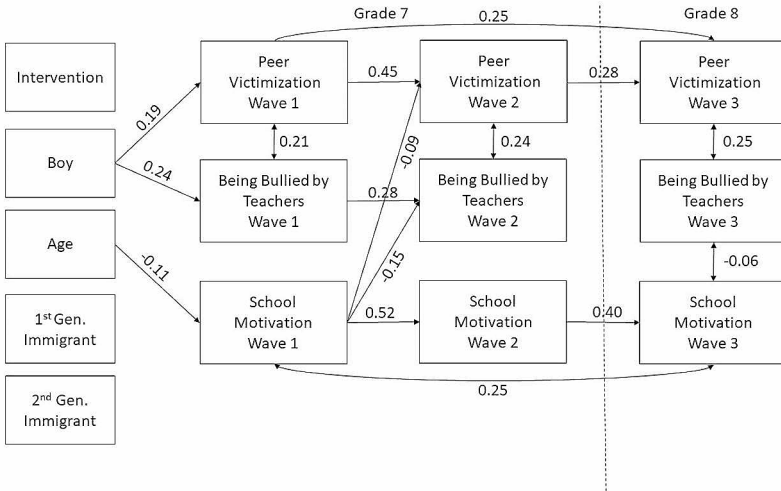 Grade 7
Grade 8
0.25
Intervention
Peer
Victimization
Wave 1
0.45
Peer
Victimization
Wave 2
0.28
Peer
Victimization
Wave 3
0.19
Boy
0.21
-0.09
0.24
0.25
0.24
Being Bullied by
Teachers
Wave 1
0.28
Being Bullied by
Teachers
Wave 2
Being Bullied by
Teachers
Wave 3
Age
-0.11
-0.15
-0.06
1st Gen.
Immigrant
School
Motivation
Wave 1
0.52
School
Motivation
Wave 2
0.40
School
Motivation
Wave 3
0.25
2nd Gen.
Immigrant